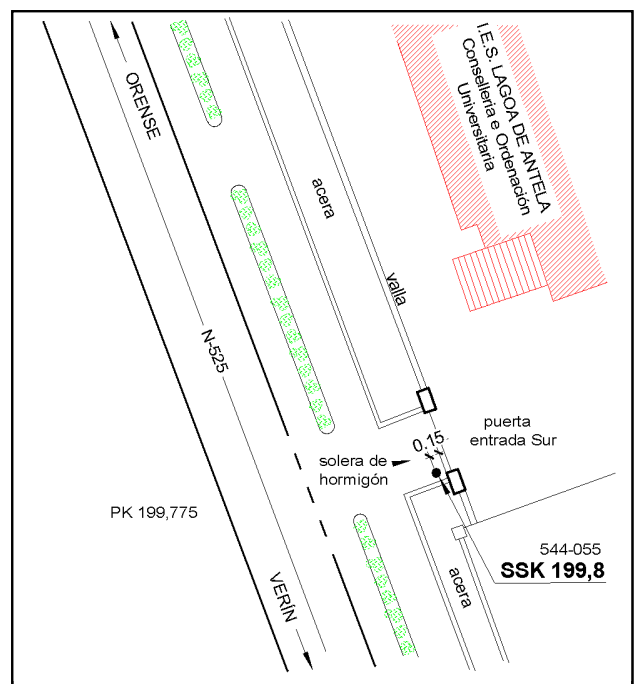 ORENSE
I.E.S. LAGOA DE ANTELA
Conselleria e Ordenación
Universitaria
acera
valla
N-525
puerta
entrada Sur
0.15
solera de
hormigón
PK 199,775
544-055
SSK 199,8
acera
VERÍN